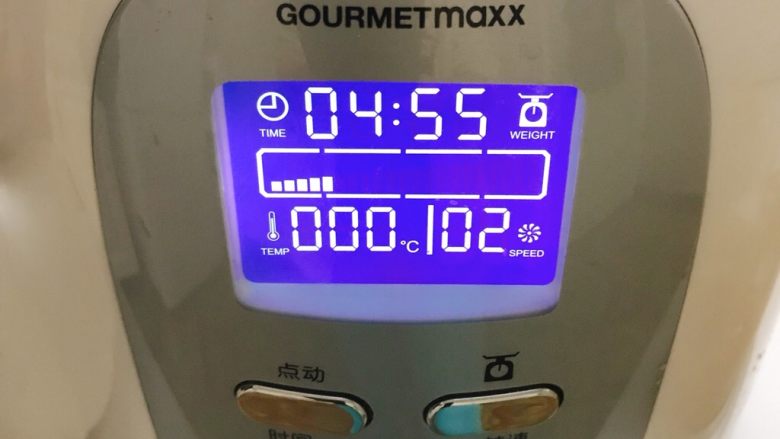 GOURMETmaxx
04:55
TIME
WEIGHT
000°C 02
TEMP
SPEED
点动